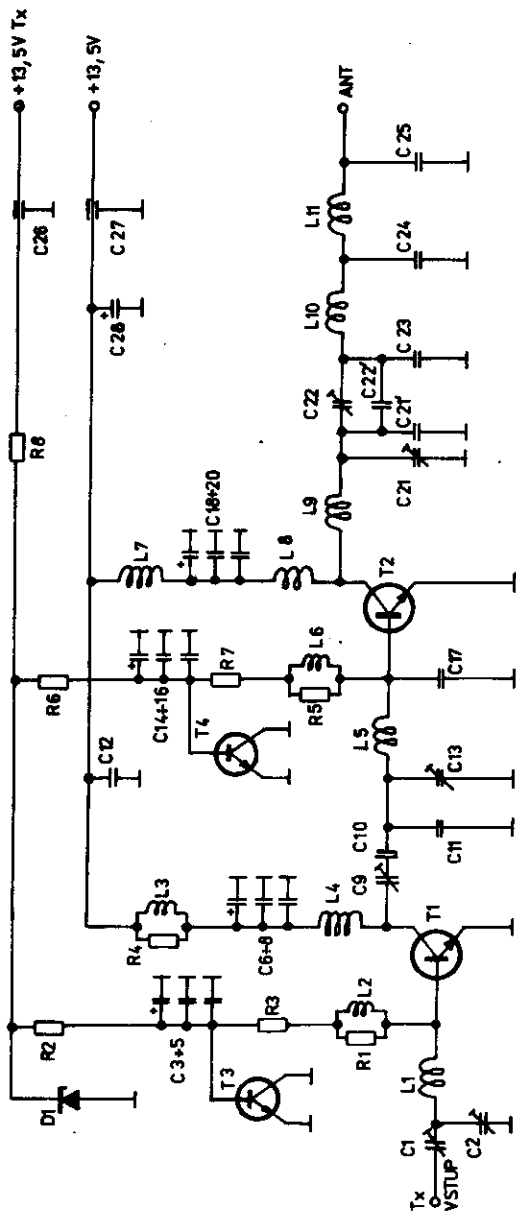 +13,5V Tx
+13,5V
C26
C27
C28
R8
ANT
C25
L11
C24
L10
C23
C22
C22'
C21'
C21
L9
L7
C18÷20
L8
T2
R6
C14÷16
T4
R7
L6
R5
C17
L5
C12
C13
C10
C11
C9
L3
R4
C6÷8
L4
T1
R2
C3÷5
T3
R3
L2
R1
D1
L1
C1
C2
Tx
VSTUP